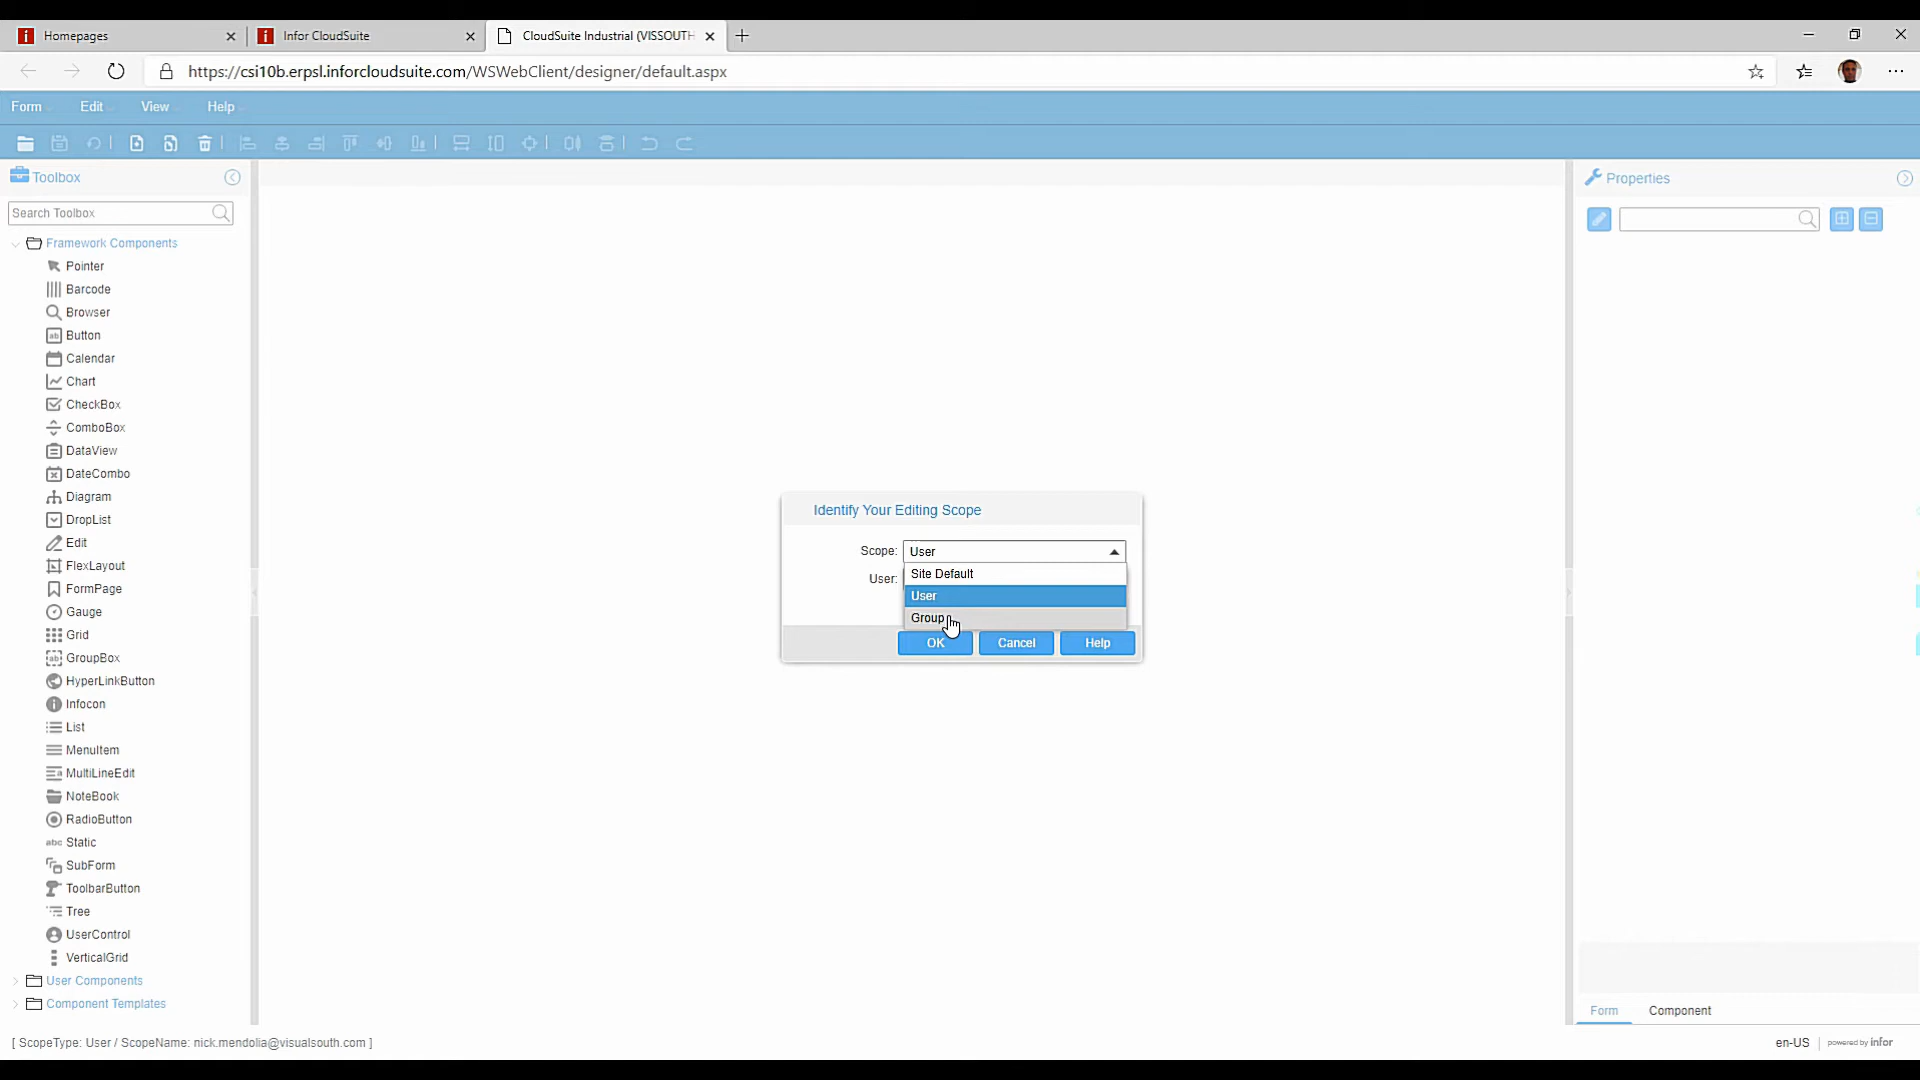 Homepages
Infor CloudSuite
CloudSuite Industrial (VISSOUTH
https://csi10b.erpsl.inforcloudsuite.com/WSWebClient/designer/default.aspx
Form Edit View Help
Toolbox
Properties
Search Toolbox
Framework Components
Pointer
Barcode
Browser
Button
Calendar
Chart
CheckBox
ComboBox
DataView
DateCombo
Diagram
DropList
Edit
FlexLayout
FormPage
Gauge
Grid
GroupBox
HyperLinkButton
Infocon
List
MenuItem
MultiLineEdit
NoteBook
RadioButton
abc Static
SubForm
ToolbarButton
Tree
UserControl
VerticalGrid
User Components
Component Templates
Identify Your Editing Scope
Scope: User
User:
Site Default
User
Group
OK Cancel Help
Form Component
[ ScopeType: User / ScopeName: nick.mendolia@visualsouth.com ]
en-US powered by infor